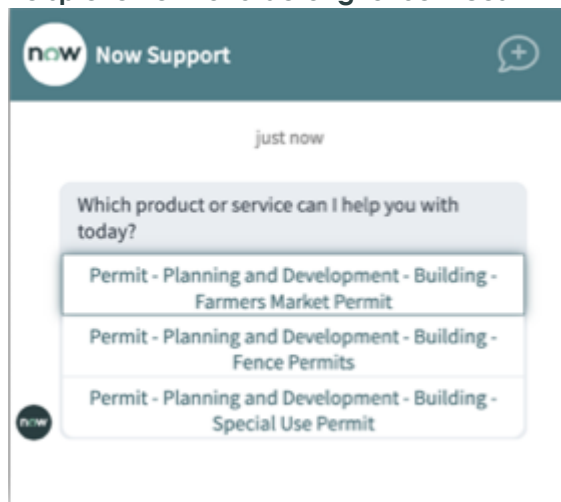 now Now Support
just now
Which product or service can I help you with
today?
Permit - Planning and Development - Building -
Farmers Market Permit
Permit - Planning and Development - Building -
Fence Permits
Permit - Planning and Development - Building -
Special Use Permit
now